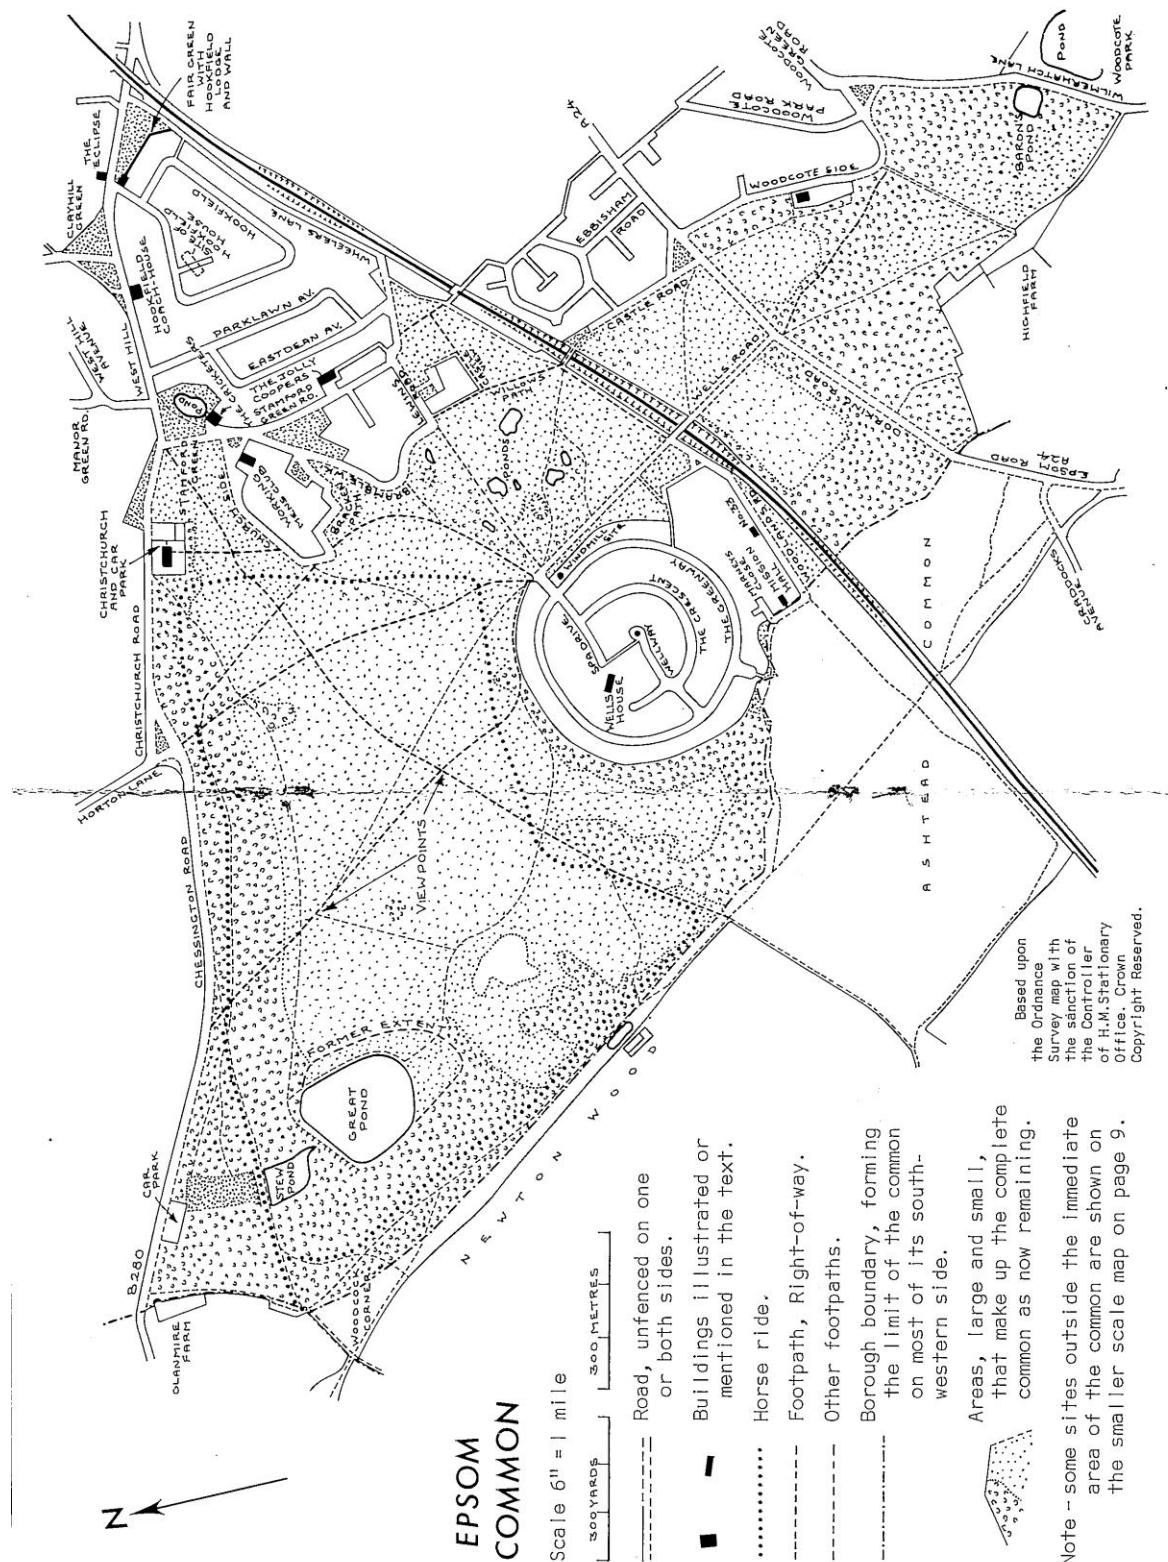 EPSOM
COMMON
Scale 6" = 1 mile
300 YARDS
300 METRES
Road, unfenced on one
or both sides.
Buildings illustrated or
mentioned in the text.
Horse ride.
Footpath, Right-of-way.
Other footpaths.
Borough boundary, forming
the limit of the common
on most of its south-
western side.
Areas, large and small,
that make up the complete
common as now remaining.
Note - some sites outside the immediate
area of the common are shown on
the smaller scale map on page 9.
Based upon
the Ordnance
Survey map with
the sanction of
the Controller
of H.M.Stationary
Office. Crown
Copyright Reserved.
N
B280
CAR
PARK
OLANMIRE
FARM
WOODCOCK
CORNER
STEW
POND
GREAT
POND
FORMER EXTENT
NEWTON WOOD
CHESSINGTON ROAD
HORTON LANE
CHRISTCHURCH ROAD
CHRISTCHURCH
AND CAR
PARK
VIEWPOINTS
MANOR
GREEN RD.
WEST HILL
AVENUE
WEST HILL
STAMFORD
GREEN
POND
THE CRICKETERS
CHURCH SIDE
WORKING
MENS CLUB
THE JOLLY
COOPERS
STAMFORD
GREEN RD.
EASTDEAN AV.
PARKLAWN AV.
HOOKFIELD
COACH-HOUSE
CLAYHILL
GREEN
THE
ECLIPSE
FAIR GREEN
WITH
HOOKFIELD
LODGE
AND WALL
SITE OF
HOOKFIELD
HOUSE
HOOKFIELD
WHEELERS LANE
BRACKEN
PATH
BRAMBLE WALK
LEWINS
ROAD
PATH
PONDS
WINDMILL
SITE
SPA DRIVE
WELLS
HOUSE
WELLWAY
THE CRESCENT
THE GREENWAY
MARNEYS
CLOSE
MISSION
HALL
No.33
WOODLANDS RD
WELLS ROAD
CASTLE ROAD
EBBISHAM
ROAD
A24
DORKING ROAD
WOODCOTE SIDE
WOODCOTE
PARK ROAD
WOODCOTE
GREEN
ROAD
WILMERHATCH LANE
BARONS
POND
POND
WOODCOTE
PARK
HIGHFIELD
FARM
EPSOM ROAD
A24
CRADDOCKS
AVENUE
ASHTEAD COMMON